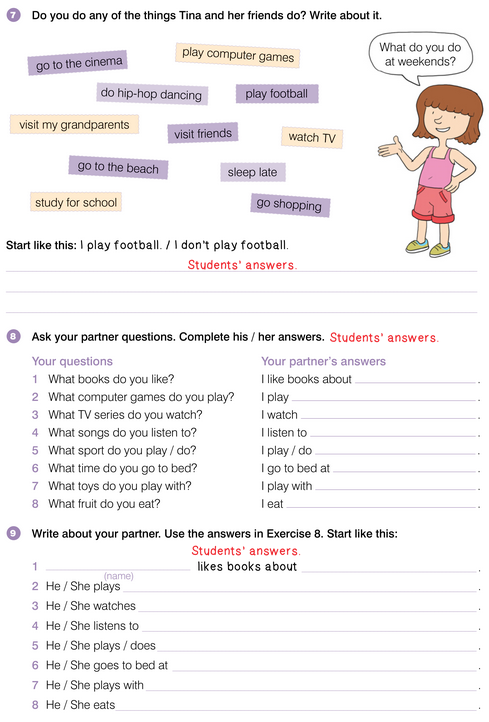 7 Do you do any of the things Tina and her friends do? Write about it.
What do you do
at weekends?
go to the cinema
play computer games
do hip-hop dancing
play football
visit my grandparents
visit friends
watch TV
go to the beach
sleep late
study for school
go shopping
Start like this: I play football. / I don't play football.
Students' answers.
8 Ask your partner questions. Complete his / her answers. Students' answers.
Your questions Your partner's answers
1 What books do you like? I like books about .
2 What computer games do you play? I play .
3 What TV series do you watch? I watch .
4 What songs do you listen to? I listen to .
5 What sport do you play / do? I play / do .
6 What time do you go to bed? I go to bed at .
7 What toys do you play with? I play with .
8 What fruit do you eat? I eat .
9 Write about your partner. Use the answers in Exercise 8. Start like this:
Students' answers.
1 likes books about .
(name)
2 He / She plays .
3 He / She watches .
4 He / She listens to .
5 He / She plays / does .
6 He / She goes to bed at .
7 He / She plays with .
8 He / She eats .